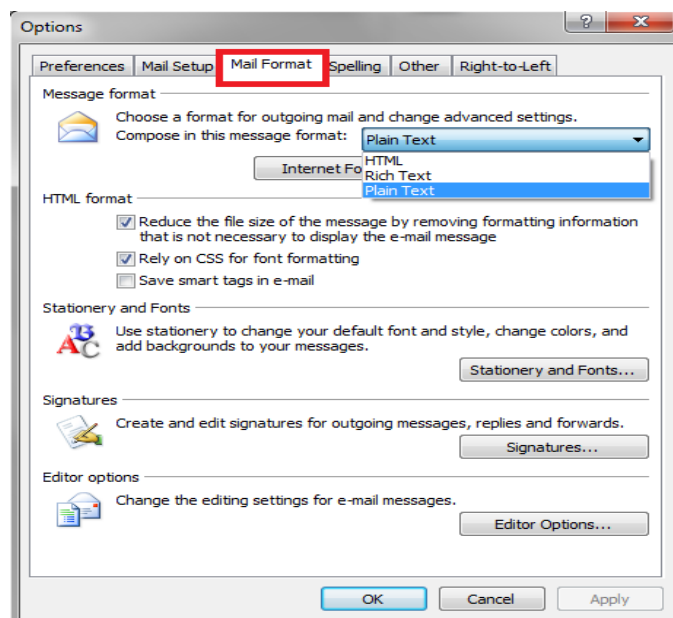 Options
?
X
Preferences Mail Setup Mail Format Spelling Other Right-to-Left
Message format
Choose a format for outgoing mail and change advanced settings.
Compose in this message format: Plain Text
HTML
Internet Fo Rich Text
Plain Text
HTML format
Reduce the file size of the message by removing formatting information
that is not necessary to display the e-mail message
Rely on CSS for font formatting
Save smart tags in e-mail
Stationery and Fonts
Use stationery to change your default font and style, change colors, and
add backgrounds to your messages.
Stationery and Fonts...
Signatures
Create and edit signatures for outgoing messages, replies and forwards.
Signatures...
Editor options
Change the editing settings for e-mail messages.
Editor Options...
OK Cancel Apply